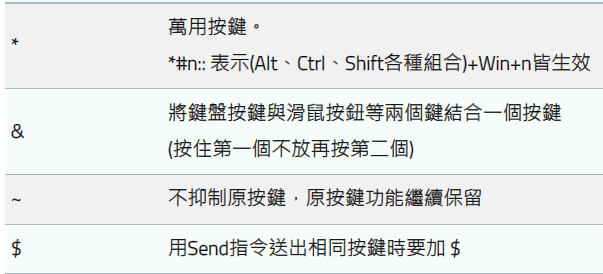 *
萬用按鍵。
*#n:: 表示(Alt、Ctrl、Shift各種組合)+Win+n皆生效
&
將鍵盤按鍵與滑鼠按鈕等兩個鍵結合一個按鍵
(按住第一個不放再按第二個)
~
不抑制原按鍵，原按鍵功能繼續保留
$
用Send指令送出相同按鍵時要加 $